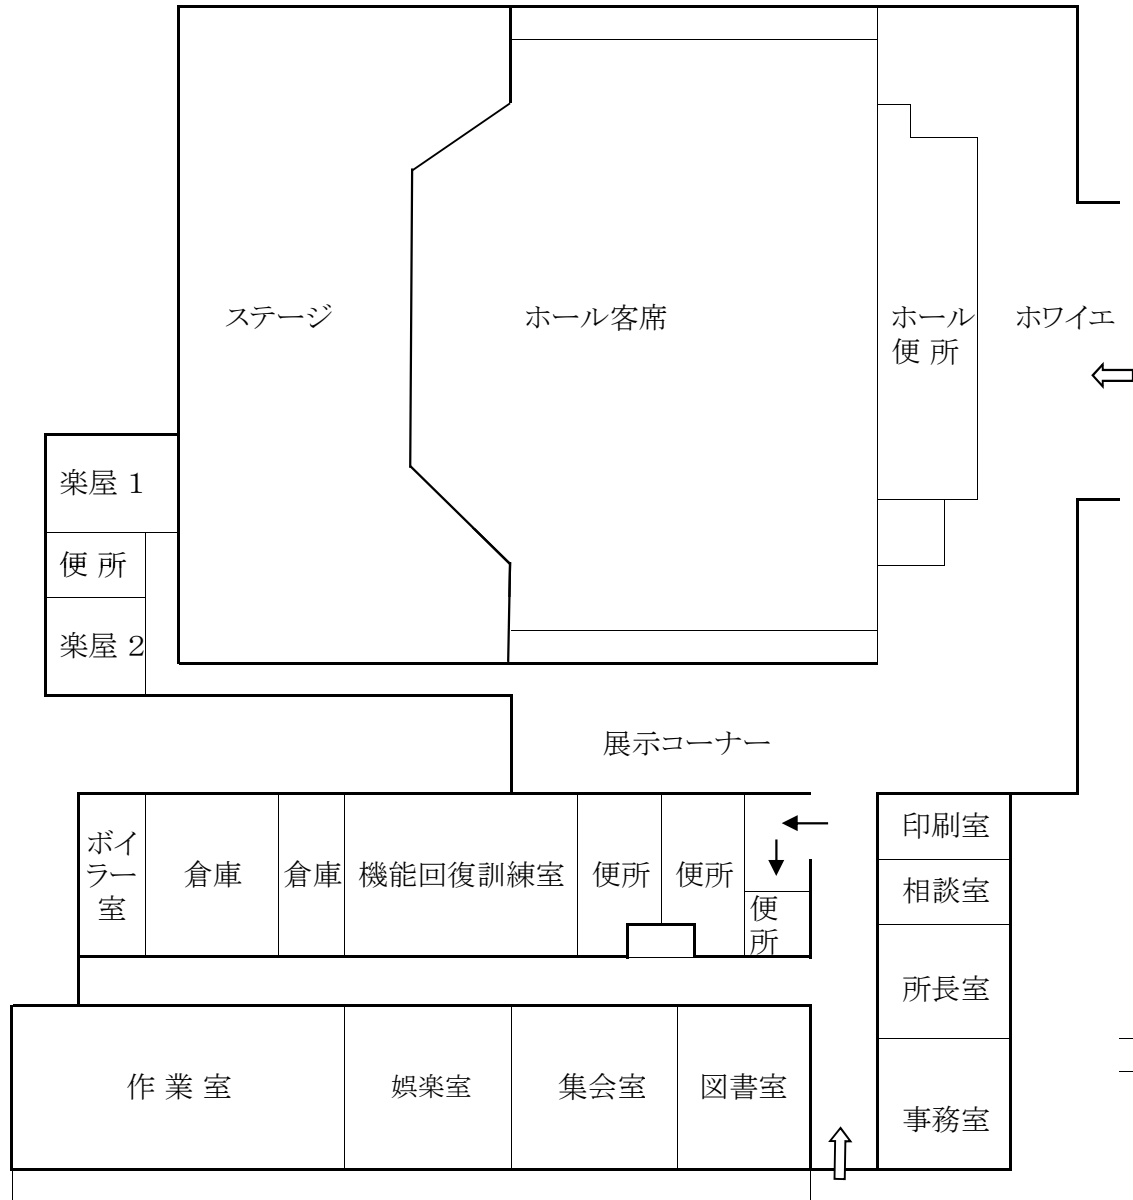 ステージ
ホール客席
ホール
便 所
ホワイエ
楽屋 1
便 所
楽屋 2
展示コーナー
ボイ
ラー
室
倉庫
倉庫
機能回復訓練室
便所
便所
便
所
印刷室
相談室
所長室
事務室
作 業 室
娯楽室
集会室
図書室